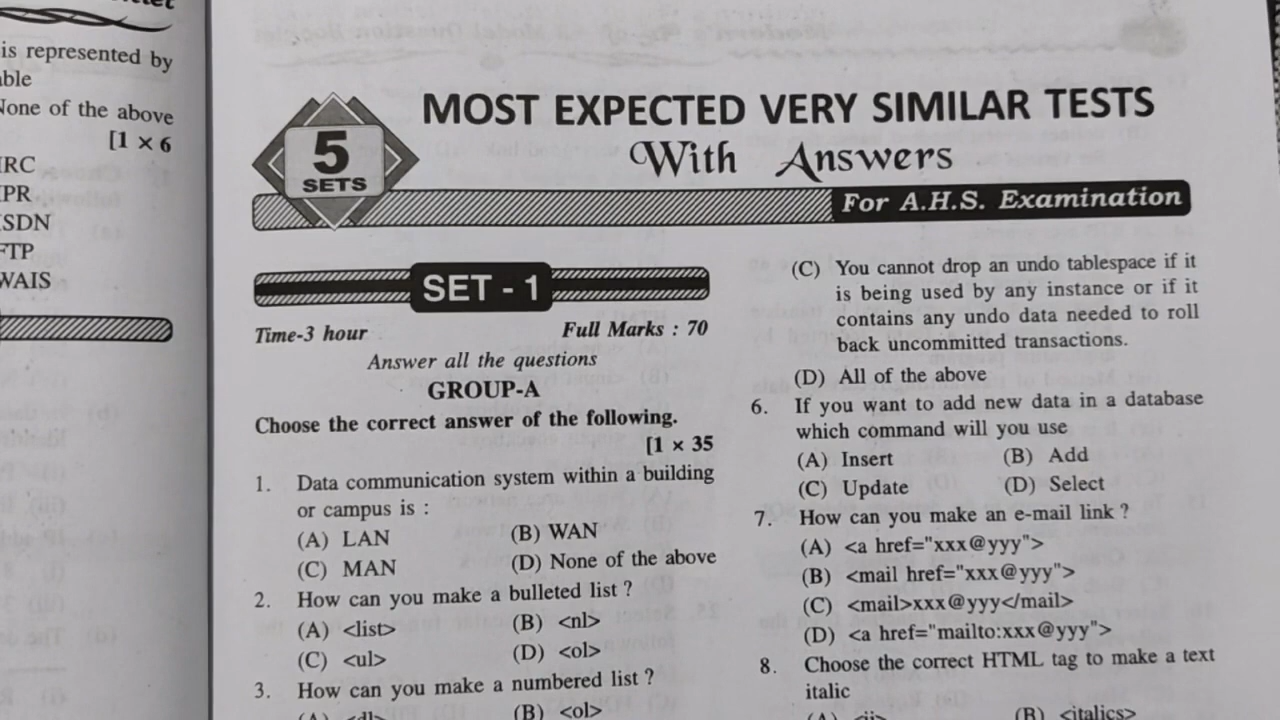 is represented by
None of the above
[1 × 6
IRC
IPR
ISDN
FTP
WAIS
5
SETS
MOST EXPECTED VERY SIMILAR TESTS
With Answers
For A.H.S. Examination
SET - 1
Time-3 hour Full Marks : 70
Answer all the questions
GROUP-A
Choose the correct answer of the following.
[1 × 35
1. Data communication system within a building
or campus is :
(A) LAN (B) WAN
(C) MAN (D) None of the above
2. How can you make a bulleted list ?
(A) <list> (B) <nl>
(C) <ul> (D) <ol>
3. How can you make a numbered list ?
(A) <dl> (B) <ol>
(C) You cannot drop an undo tablespace if it
is being used by any instance or if it
contains any undo data needed to roll
back uncommitted transactions.
(D) All of the above
6. If you want to add new data in a database
which command will you use
(A) Insert (B) Add
(C) Update (D) Select
7. How can you make an e-mail link ?
(A) <a href="xxx@yyy">
(B) <mail href="xxx@yyy">
(C) <mail>xxx@yyy</mail>
(D) <a href="mailto:xxx@yyy">
8. Choose the correct HTML tag to make a text
italic
(A) <ii> (B) <italics>